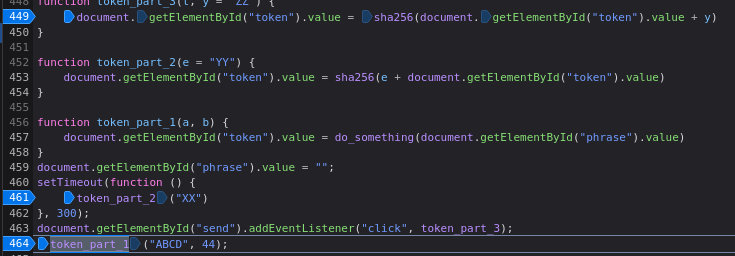 448 function token_part_3(t, y = "ZZ") {
449 document.getElementById("token").value = sha256(document.getElementById("token").value + y)
450 }
451
452 function token_part_2(e = "YY") {
453 document.getElementById("token").value = sha256(e + document.getElementById("token").value)
454 }
455
456 function token_part_1(a, b) {
457 document.getElementById("token").value = do_something(document.getElementById("phrase").value)
458 }
459 document.getElementById("phrase").value = "";
460 setTimeout(function () {
461 token_part_2("XX")
462 }, 300);
463 document.getElementById("send").addEventListener("click", token_part_3);
464 token_part_1("ABCD", 44);